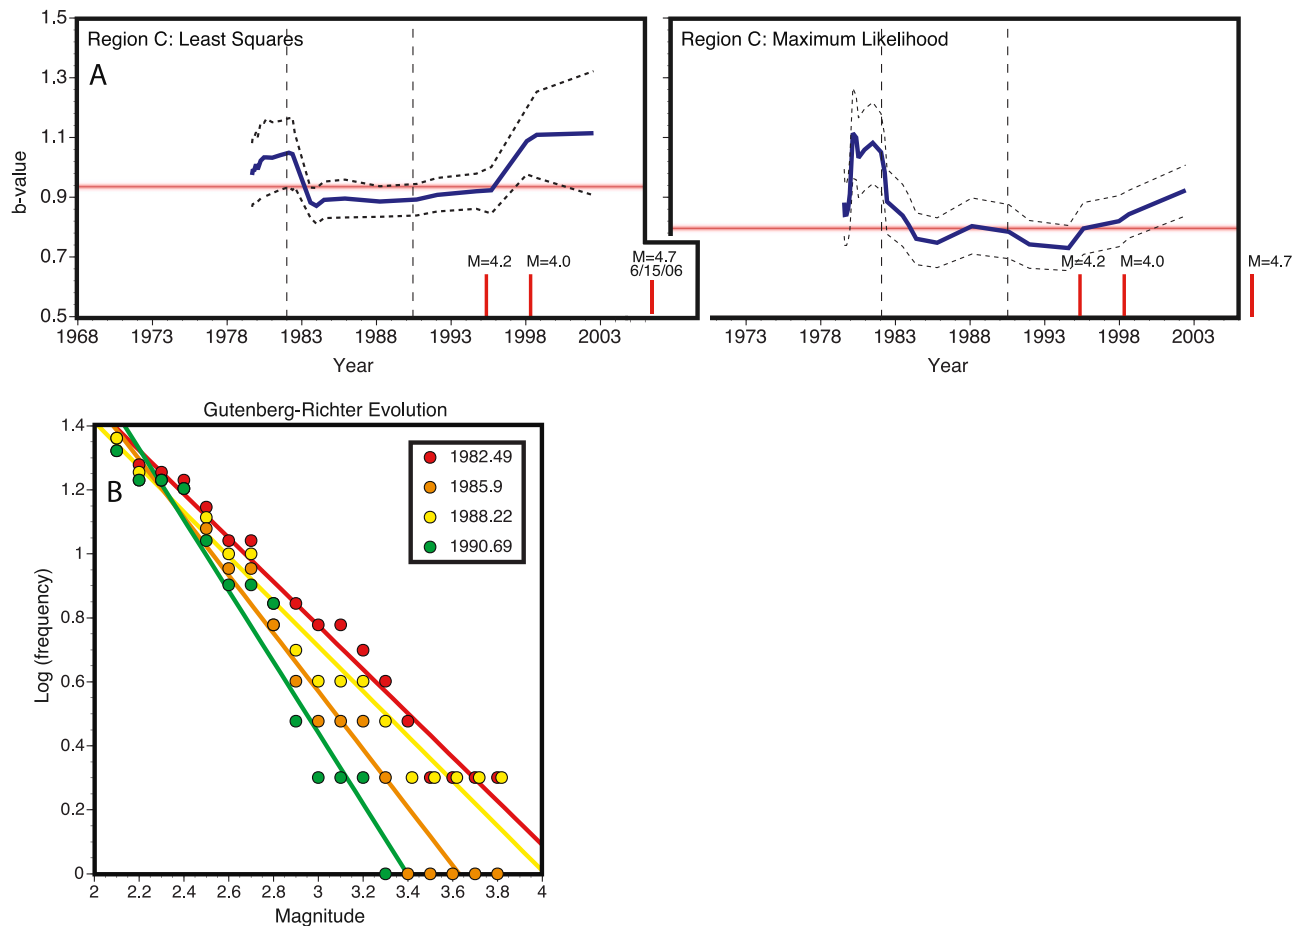 Region C: Least Squares
A
1.5
1.3
1.1
0.9
0.7
0.5
b-value
M=4.2
M=4.0
M=4.7
6/15/06
1968
1973
1978
1983
1988
1993
1998
2003
Year
Region C: Maximum Likelihood
M=4.2
M=4.0
M=4.7
1973
1978
1983
1988
1993
1998
2003
Year
Gutenberg-Richter Evolution
B
1982.49
1985.9
1988.22
1990.69
1.4
1.2
1
0.8
0.6
0.4
0.2
0
Log (frequency)
2
2.2
2.4
2.6
2.8
3
3.2
3.4
3.6
3.8
4
Magnitude